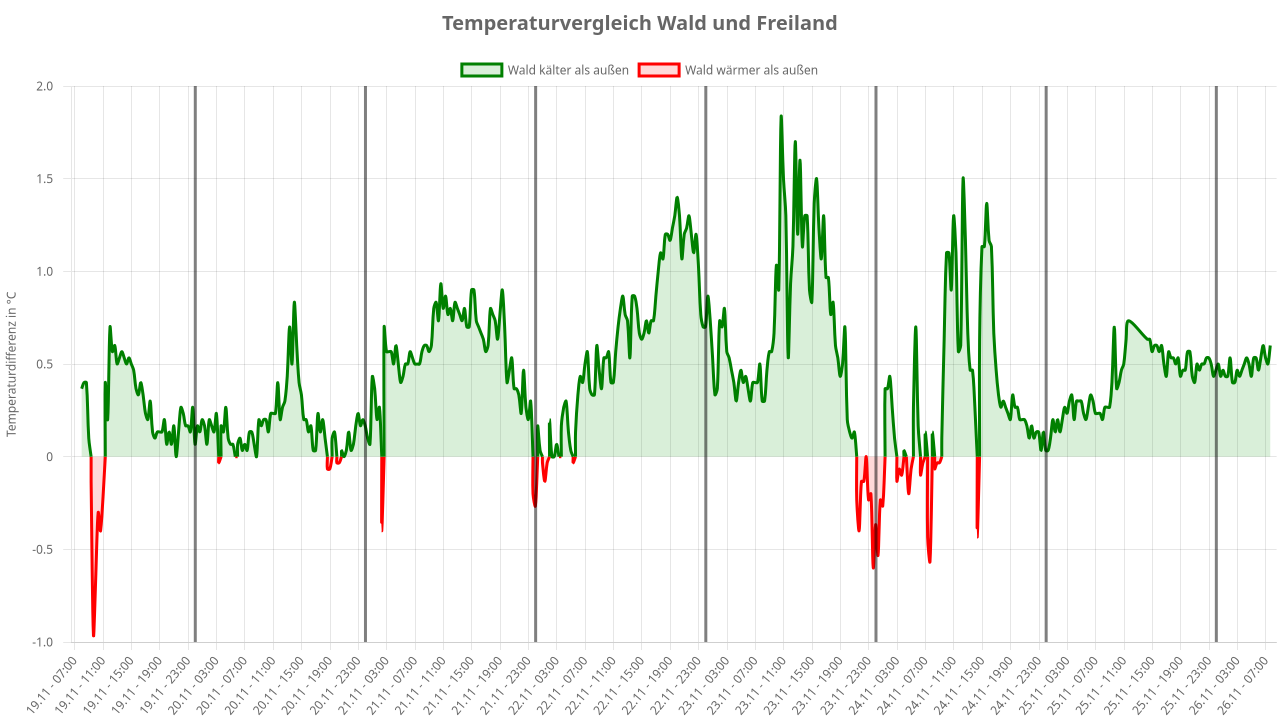 Temperaturvergleich Wald und Freiland
Wald kälter als außen
Wald wärmer als außen
Temperaturdifferenz in °C
2.0
1.5
1.0
0.5
0
-0.5
-1.0
19.11 - 07:00
19.11 - 11:00
19.11 - 15:00
19.11 - 19:00
19.11 - 23:00
20.11 - 03:00
20.11 - 07:00
20.11 - 11:00
20.11 - 15:00
20.11 - 19:00
20.11 - 23:00
21.11 - 03:00
21.11 - 07:00
21.11 - 11:00
21.11 - 15:00
21.11 - 19:00
21.11 - 23:00
22.11 - 03:00
22.11 - 07:00
22.11 - 11:00
22.11 - 15:00
22.11 - 19:00
22.11 - 23:00
23.11 - 03:00
23.11 - 07:00
23.11 - 11:00
23.11 - 15:00
23.11 - 19:00
23.11 - 23:00
24.11 - 03:00
24.11 - 07:00
24.11 - 11:00
24.11 - 15:00
24.11 - 19:00
24.11 - 23:00
25.11 - 03:00
25.11 - 07:00
25.11 - 11:00
25.11 - 15:00
25.11 - 19:00
25.11 - 23:00
26.11 - 03:00
26.11 - 07:00